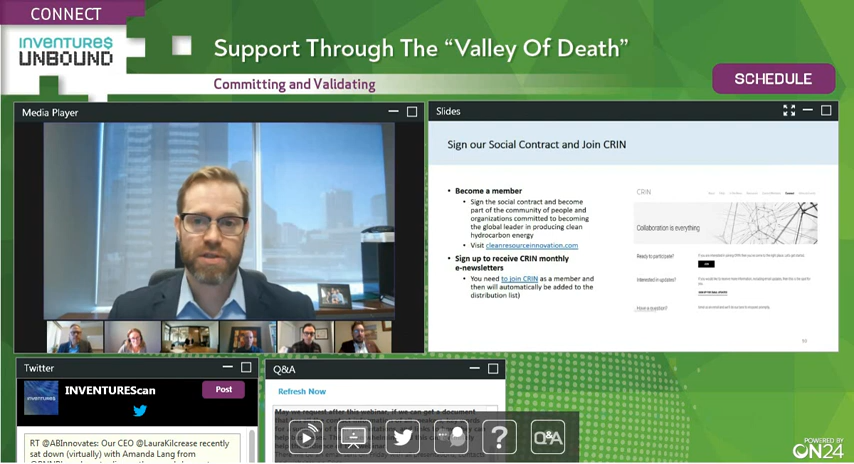 CONNECT
INVENTURE$
UNBOUND
Support Through The “Valley Of Death”
Committing and Validating
SCHEDULE
Media Player
Slides
Sign our Social Contract and Join CRIN
• Become a member
• Sign the social contract and become
part of the community of people and
organizations committed to becoming
the global leader in producing clean
hydrocarbon energy
• Visit cleanresourceinnovation.com
• Sign up to receive CRIN monthly
e-newsletters
• You need to join CRIN as a member and
then will automatically be added to the
distribution list)
CRIN
Collaboration is everything
Ready to participate?
Interested in updates?
Have a question?
Twitter
INVENTUREScan
Post
RT @ABInnovates: Our CEO @LauraKilcrease recently
sat down (virtually) with Amanda Lang from
Q&A
Refresh Now
May we request after this webinar, if we can get a document
?
Q&A
POWERED BY
ON24